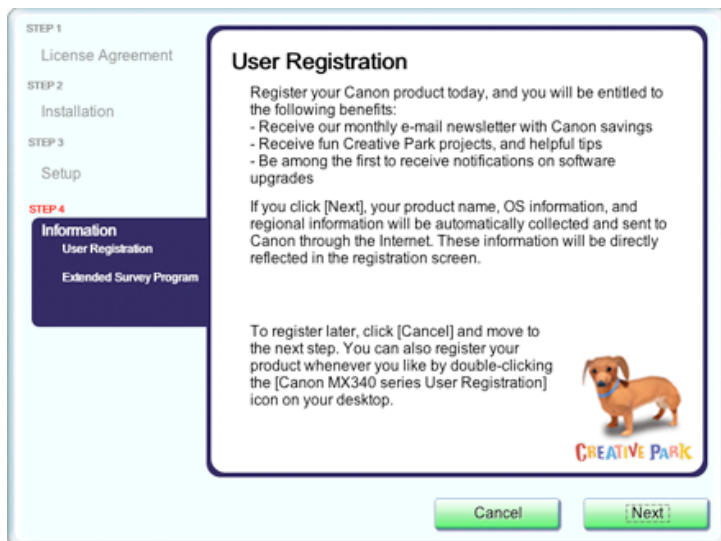 STEP 1
License Agreement
STEP 2
Installation
STEP 3
Setup
STEP 4
Information
User Registration
Extended Survey Program
User Registration
Register your Canon product today, and you will be entitled to
the following benefits:
- Receive our monthly e-mail newsletter with Canon savings
- Receive fun Creative Park projects, and helpful tips
- Be among the first to receive notifications on software
upgrades
If you click [Next], your product name, OS information, and
regional information will be automatically collected and sent to
Canon through the Internet. These information will be directly
reflected in the registration screen.
To register later, click [Cancel] and move to
the next step. You can also register your
product whenever you like by double-clicking
the [Canon MX340 series User Registration]
icon on your desktop.
CREATIVE PARK
Cancel
Next